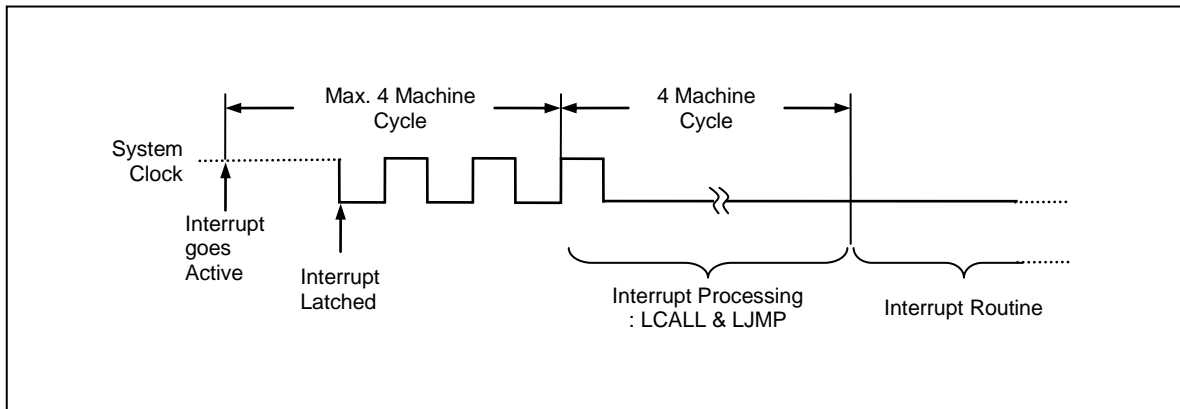 Max. 4 Machine
Cycle
4 Machine
Cycle
System
Clock
Interrupt
goes
Active
Interrupt
Latched
Interrupt Processing
: LCALL & LJMP
Interrupt Routine